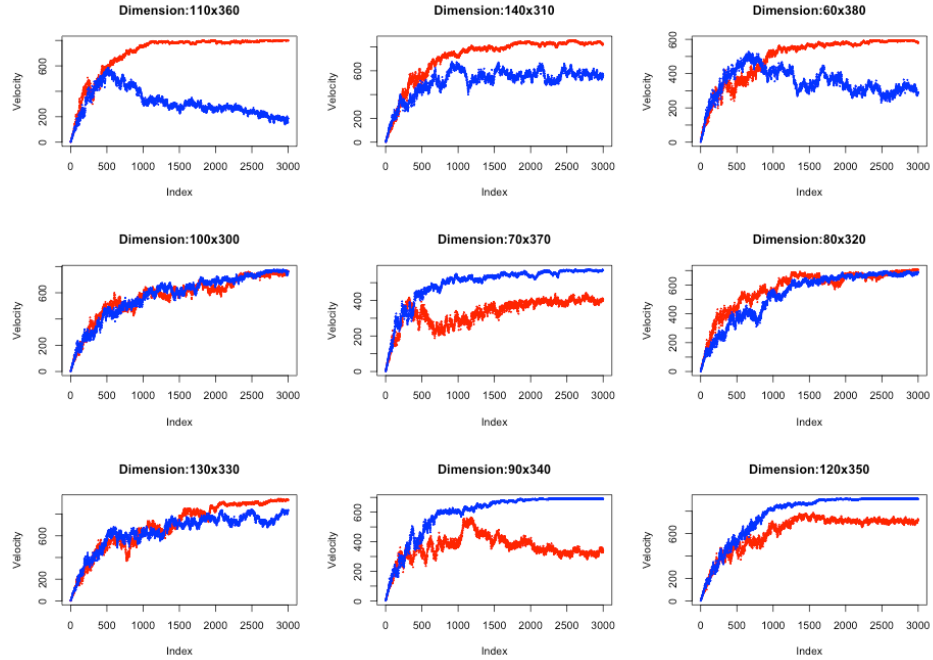 Dimension:110x360
Velocity
0 200 600
0 500 1000 1500 2000 2500 3000
Index
Dimension:140x310
Velocity
0 200 600
0 500 1000 1500 2000 2500 3000
Index
Dimension:60x380
Velocity
0 200 400
0 500 1000 1500 2000 2500 3000
Index
Dimension:100x300
Velocity
0 200 600
0 500 1000 1500 2000 2500 3000
Index
Dimension:70x370
Velocity
0 200 400
0 500 1000 1500 2000 2500 3000
Index
Dimension:80x320
Velocity
0 200 400 600
0 500 1000 1500 2000 2500 3000
Index
Dimension:130x330
Velocity
0 200 600
0 500 1000 1500 2000 2500 3000
Index
Dimension:90x340
Velocity
0 200 400 600
0 500 1000 1500 2000 2500 3000
Index
Dimension:120x350
Velocity
0 200 600
0 500 1000 1500 2000 2500 3000
Index